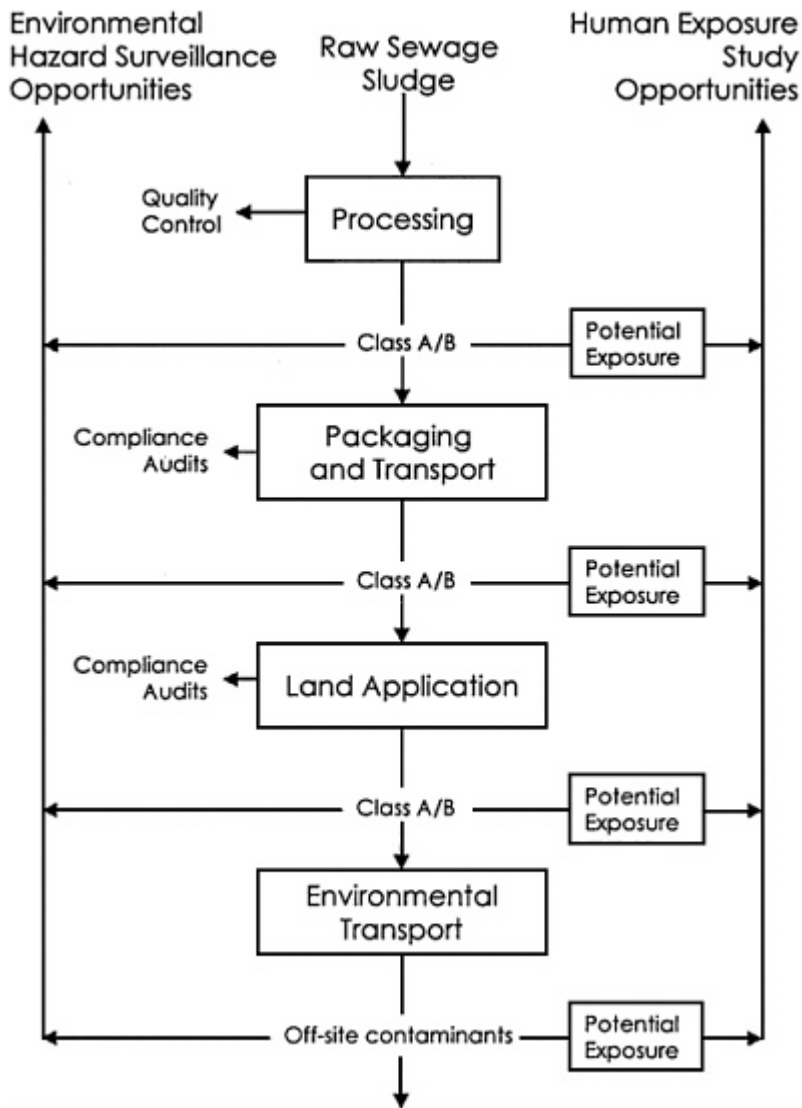 Environmental
Hazard Surveillance
Opportunities
Raw Sewage
Sludge
Human Exposure
Study
Opportunities
Quality
Control
Processing
Class A/B
Potential
Exposure
Compliance
Audits
Packaging
and Transport
Class A/B
Potential
Exposure
Compliance
Audits
Land Application
Class A/B
Potential
Exposure
Environmental
Transport
Off-site contaminants
Potential
Exposure